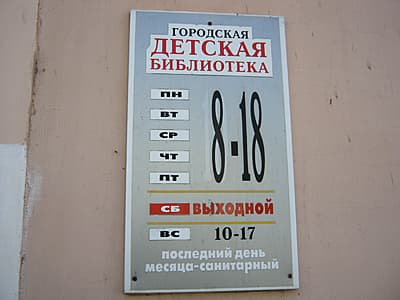 ГОРОДСКАЯ
ДЕТСКАЯ
БИБЛИОТЕКА
ПН
ВТ
СР
ЧТ
ПТ
8-18
СБ ВЫХОДНОЙ
ВС 10-17
последний день
месяца-санитарный